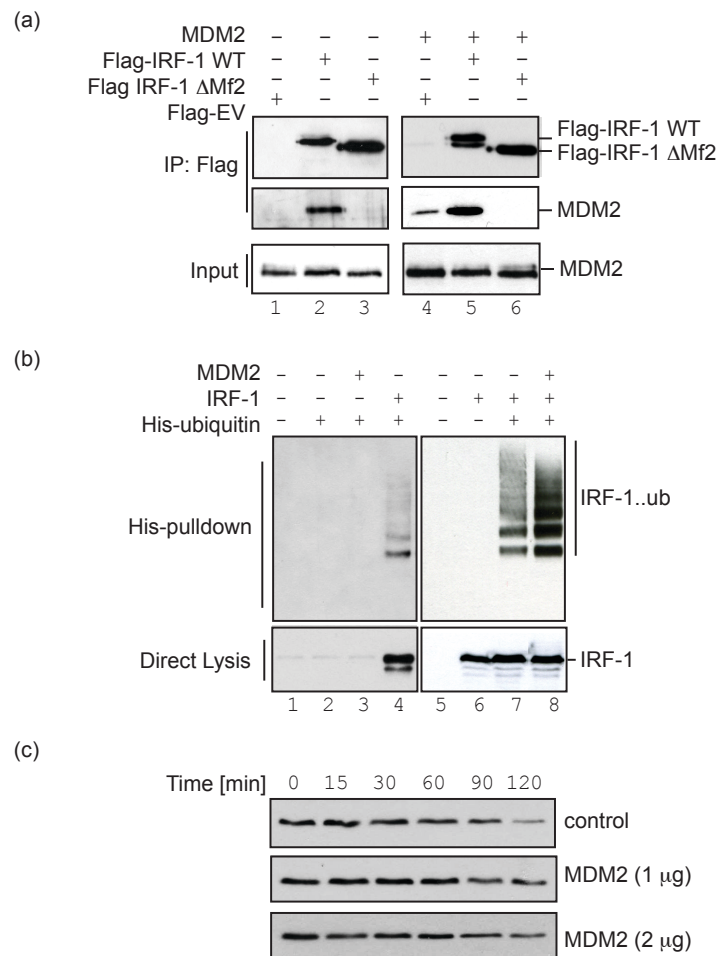 (a)
MDM2 – – – + + +
Flag-IRF-1 WT – + – – + –
Flag IRF-1 ΔMf2 – – + – – +
Flag-EV + – – + – –
IP: Flag
Flag-IRF-1 WT
Flag-IRF-1 ΔMf2
MDM2
Input
MDM2
1 2 3 4 5 6
(b)
MDM2 – – + – – – – +
IRF-1 – – – + – + + +
His-ubiquitin – + + + – – + +
His-pulldown
IRF-1..ub
Direct Lysis
IRF-1
1 2 3 4 5 6 7 8
(c)
Time [min] 0 15 30 60 90 120
control
MDM2 (1 μg)
MDM2 (2 μg)